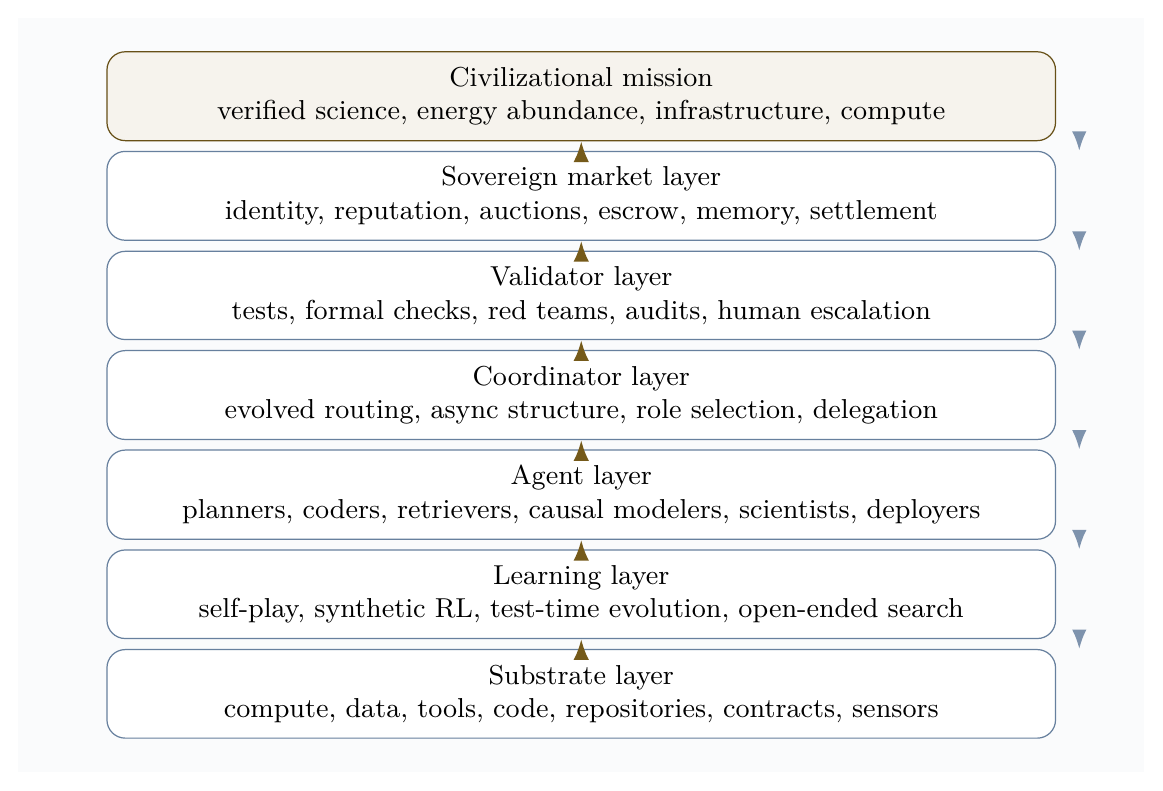 Civilizational mission
verified science, energy abundance, infrastructure, compute
Sovereign market layer
identity, reputation, auctions, escrow, memory, settlement
Validator layer
tests, formal checks, red teams, audits, human escalation
Coordinator layer
evolved routing, async structure, role selection, delegation
Agent layer
planners, coders, retrievers, causal modelers, scientists, deployers
Learning layer
self-play, synthetic RL, test-time evolution, open-ended search
Substrate layer
compute, data, tools, code, repositories, contracts, sensors